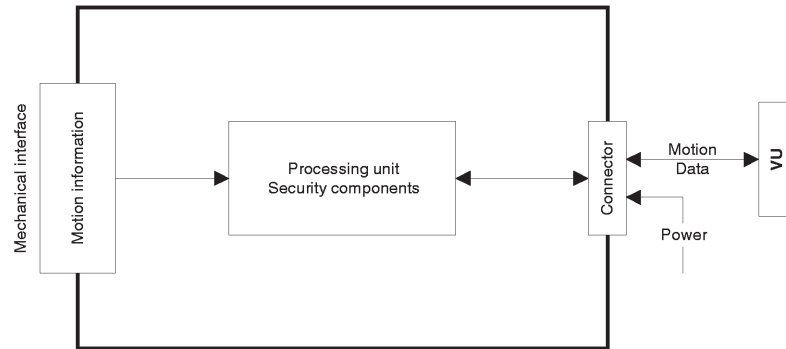 Mechanical interface
Motion information
Processing unit
Security components
Connector
Motion
Data
Power
VU